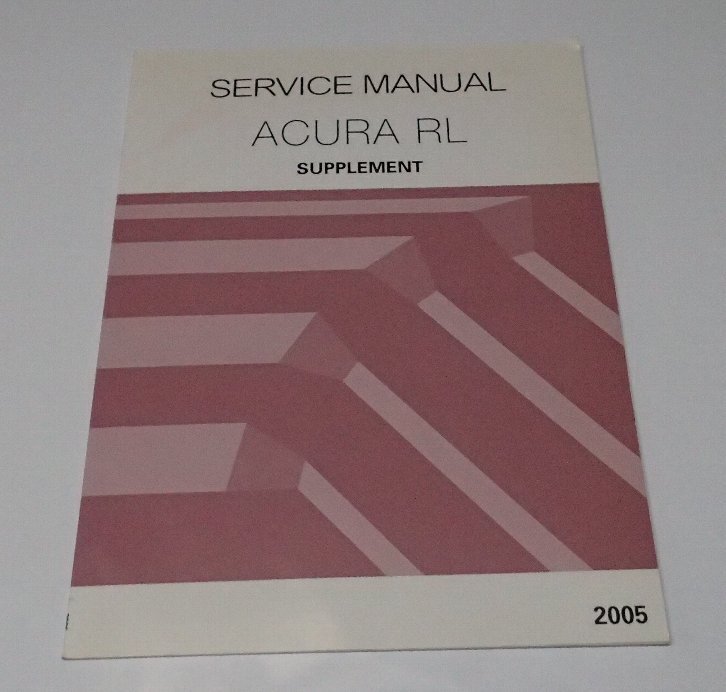 SERVICE MANUAL
ACURA RL
SUPPLEMENT
2005